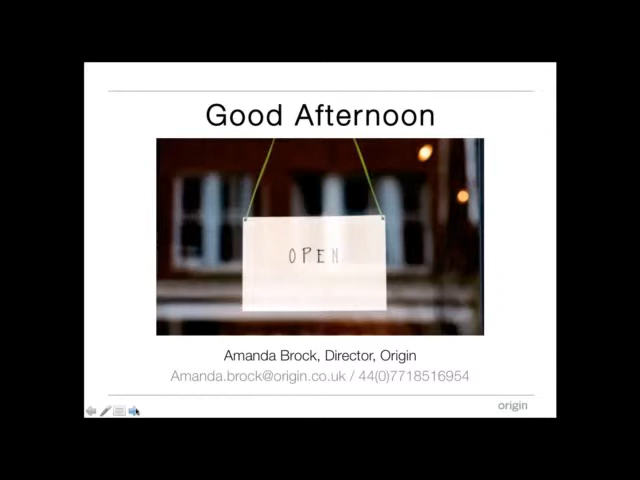 Good Afternoon
OPEN
Amanda Brock, Director, Origin
Amanda.brock@origin.co.uk / 44(0)7718516954
origin